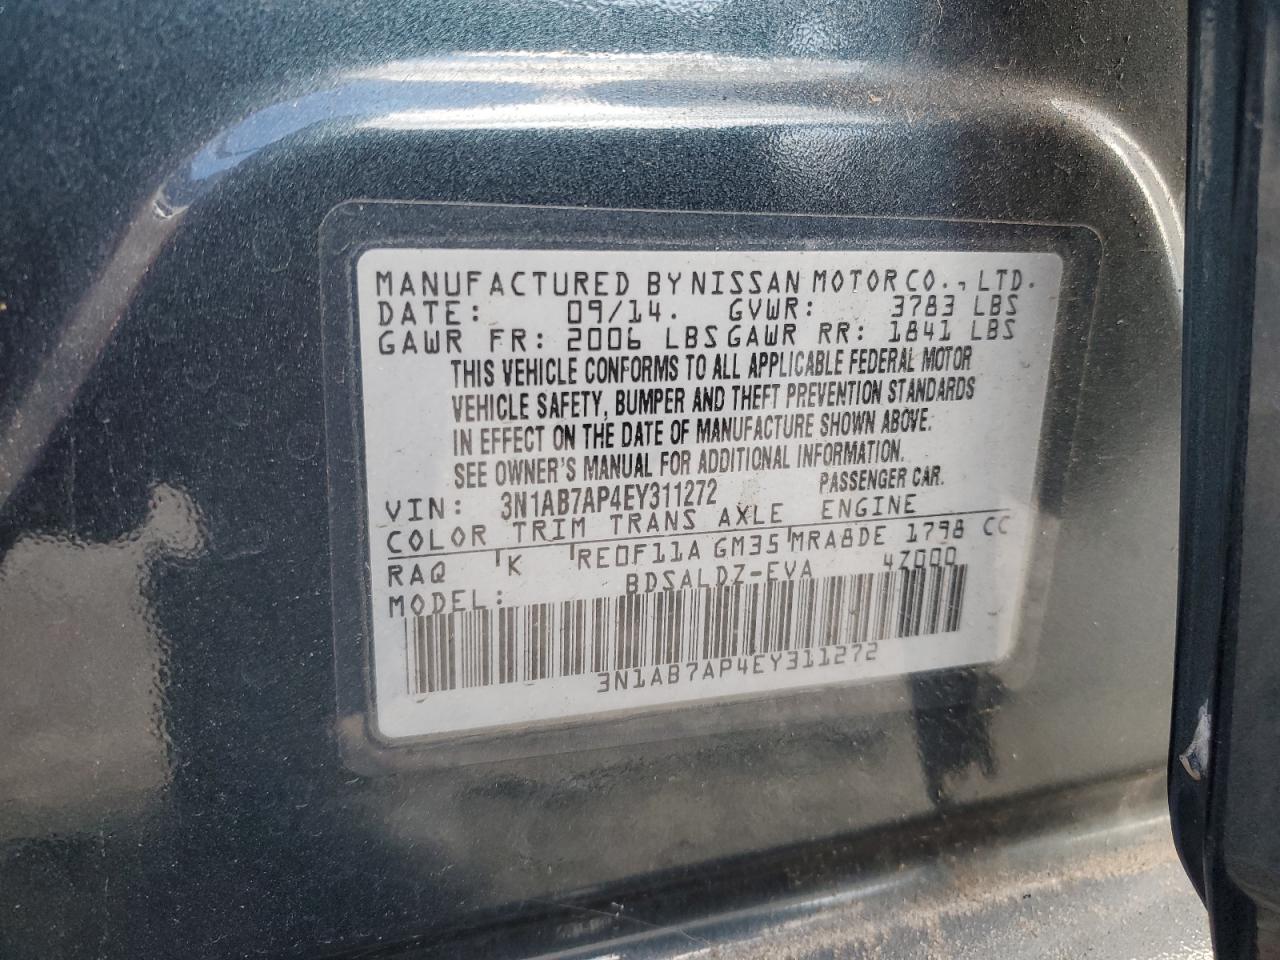 MANUFACTURED BY NISSAN MOTOR CO., LTD.
DATE: 09/14. GVWR: 3783 LBS
GAWR FR: 2006 LBS GAWR RR: 1841 LBS
THIS VEHICLE CONFORMS TO ALL APPLICABLE FEDERAL MOTOR
VEHICLE SAFETY, BUMPER AND THEFT PREVENTION STANDARDS
IN EFFECT ON THE DATE OF MANUFACTURE SHOWN ABOVE.
SEE OWNER'S MANUAL FOR ADDITIONAL INFORMATION.
VIN: 3N1AB7AP4EY311272 PASSENGER CAR.
COLOR TRIM TRANS AXLE ENGINE
RAQ K RE0F11A GM35 MRA8DE 1798 CC
MODEL: BDSALDZ-EVA 4Z000
3N1AB7AP4EY311272